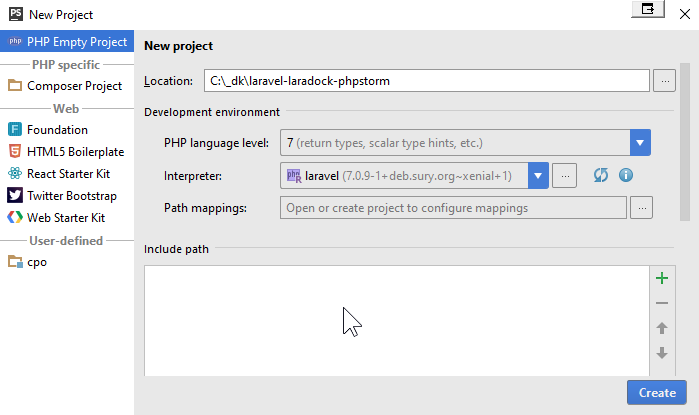 PS New Project
php PHP Empty Project
PHP specific
Composer Project
Web
F Foundation
HTML5 Boilerplate
React Starter Kit
Twitter Bootstrap
Web Starter Kit
User-defined
cpo
New project
Location: C:\_dk\laravel-laradock-phpstorm ...
Development environment
PHP language level: 7 (return types, scalar type hints, etc.)
Interpreter: php R laravel (7.0.9-1+deb.sury.org~xenial+1) ...
Path mappings: Open or create project to configure mappings ...
Include path
Create